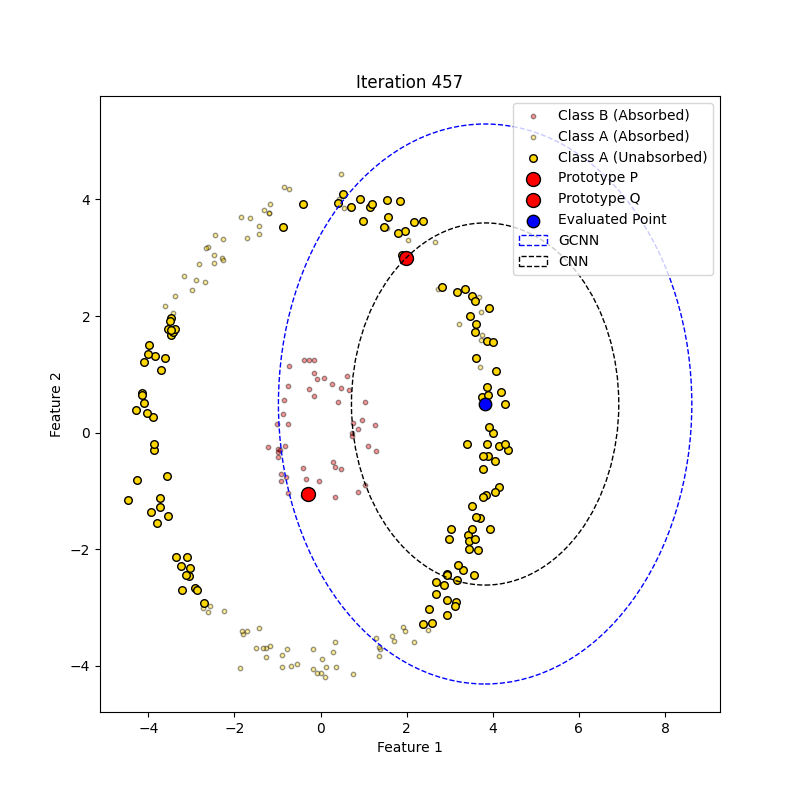 Iteration 457
Class B (Absorbed)
Class A (Absorbed)
Class A (Unabsorbed)
Prototype P
Prototype Q
Evaluated Point
GCNN
CNN
4
2
0
−2
−4
Feature 2
−4 −2 0 2 4 6 8
Feature 1